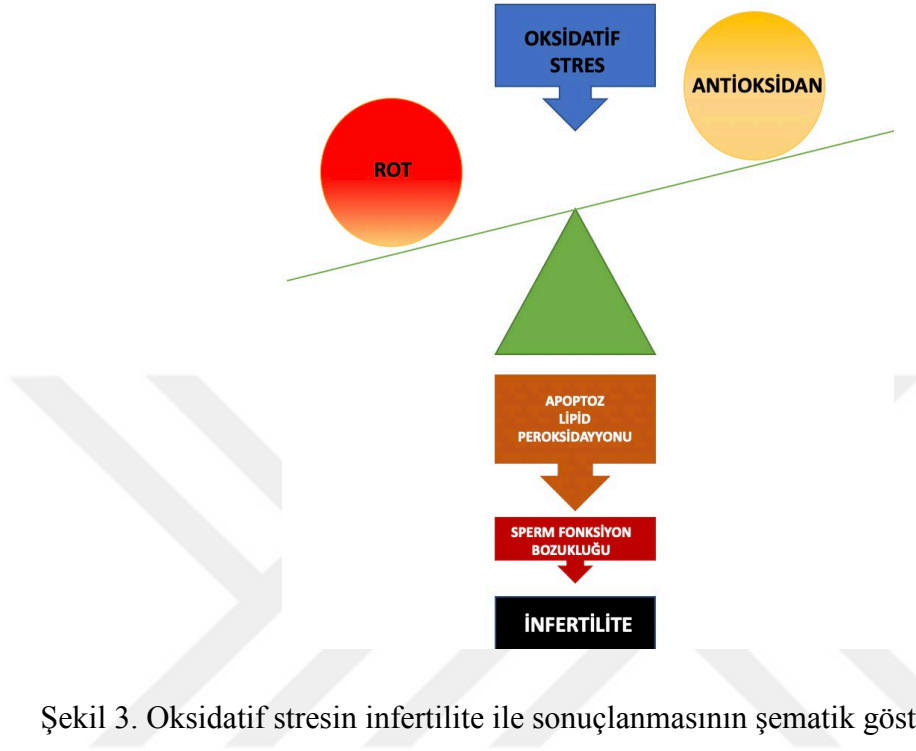 OKSİDATİF
STRES
ANTİOKSİDAN
ROT
APOPTOZ
LİPİD
PEROKSİDAYYONU
SPERM FONKSİYON
BOZUKLUĞU
İNFERTİLİTE
Şekil 3. Oksidatif stresin infertilite ile sonuçlanmasının şematik